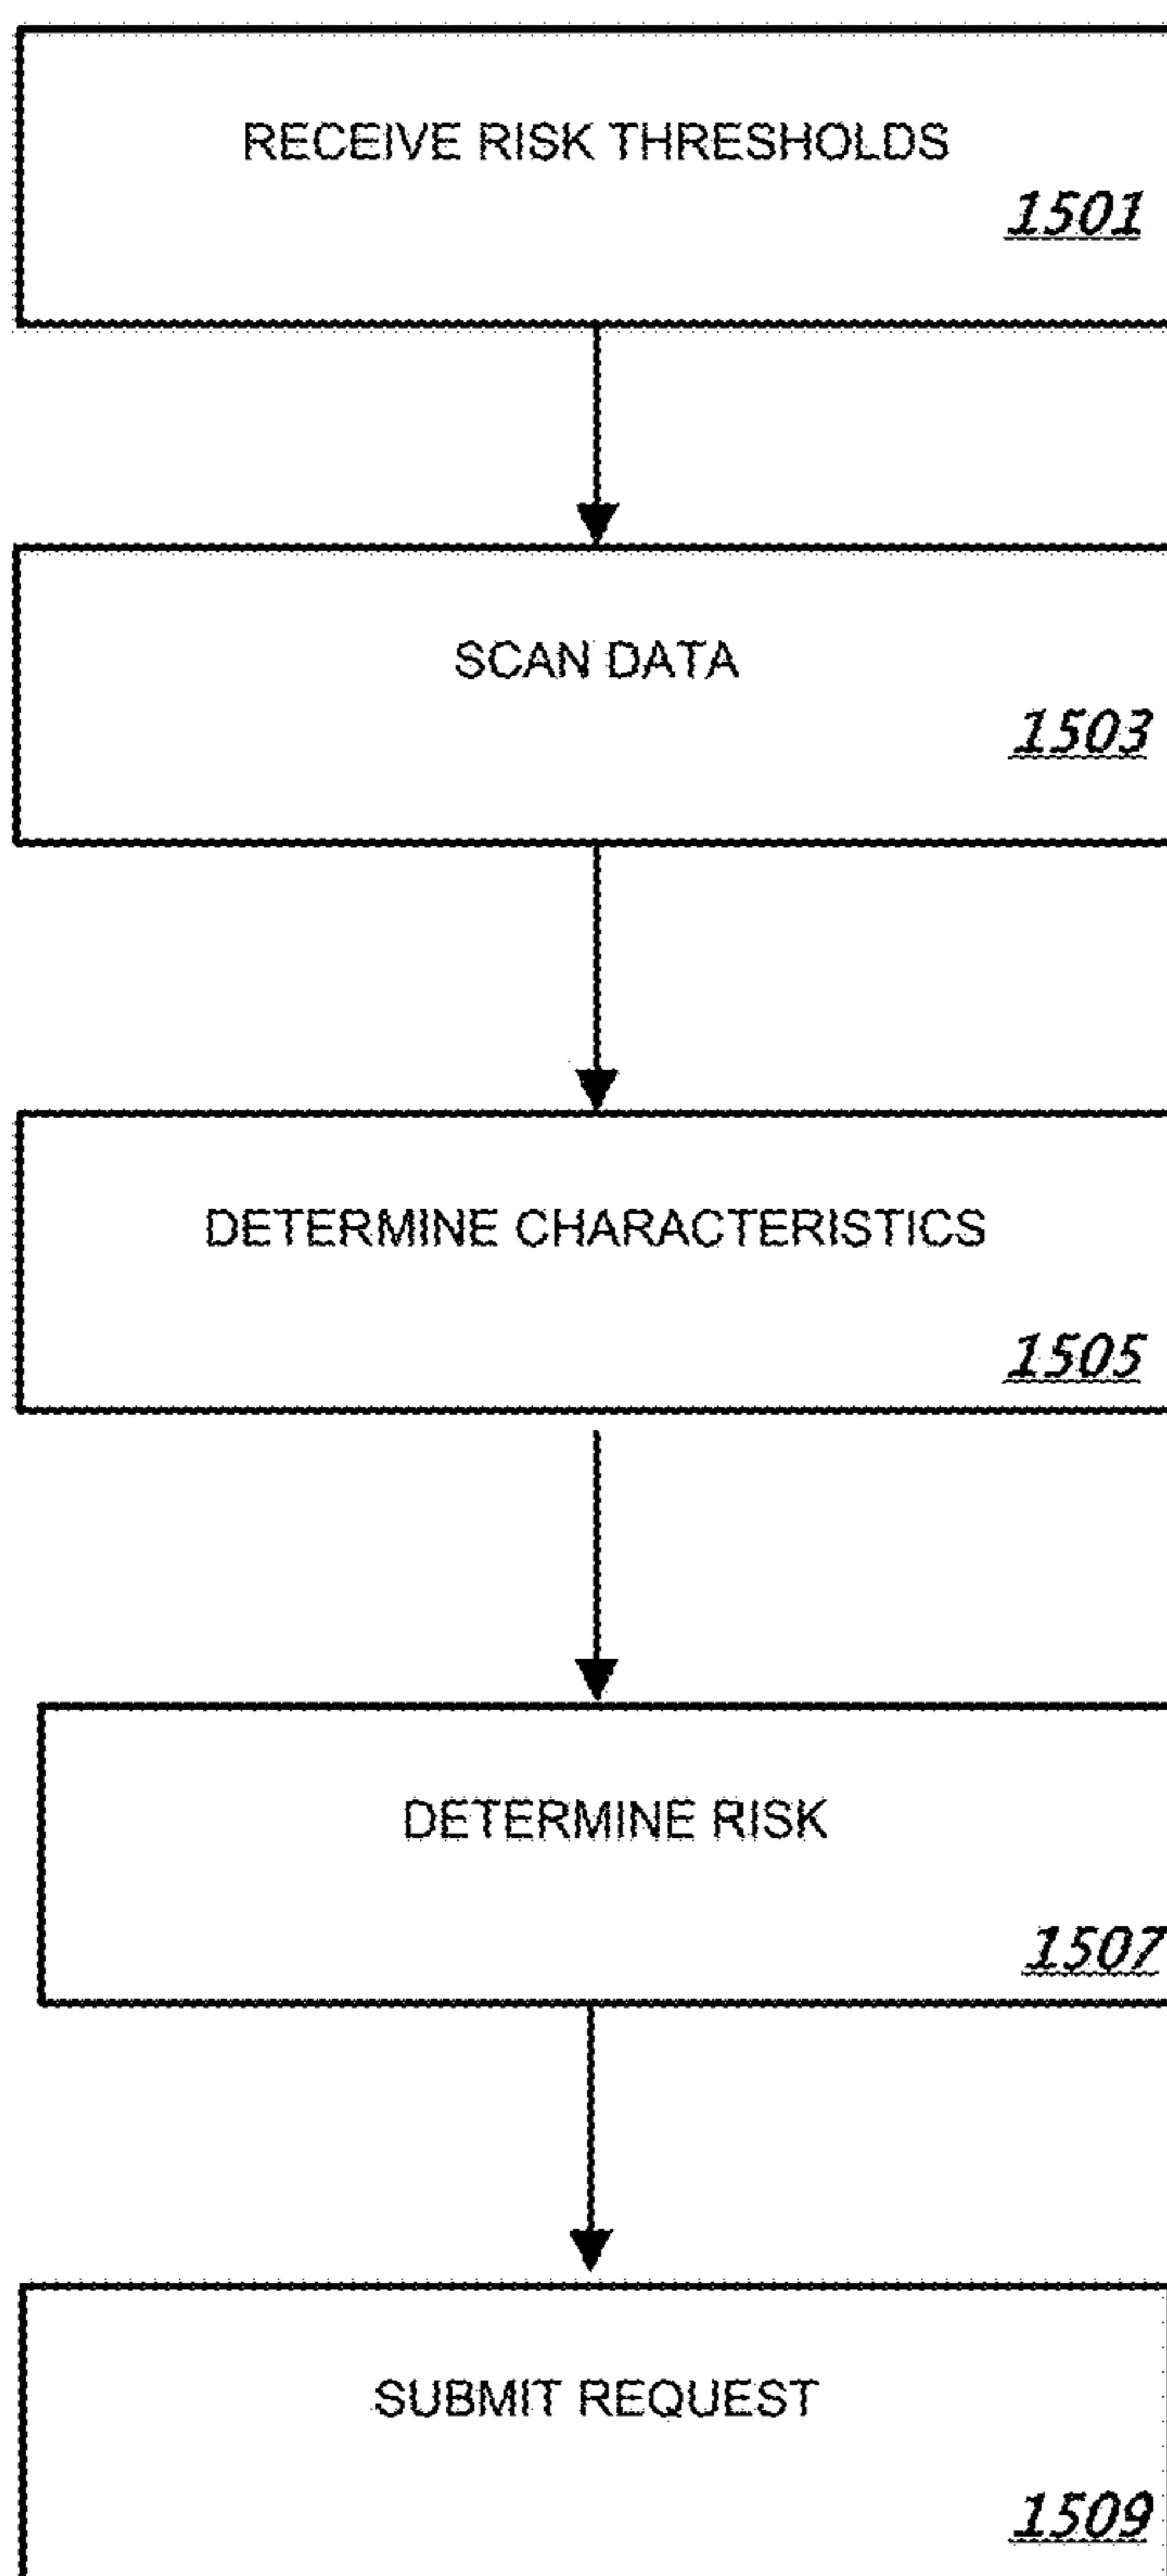 RECEIVE RISK THRESHOLDS
1501
SCAN DATA
1503
DETERMINE CHARACTERISTICS
1505
DETERMINE RISK
1507
SUBMIT REQUEST
1509